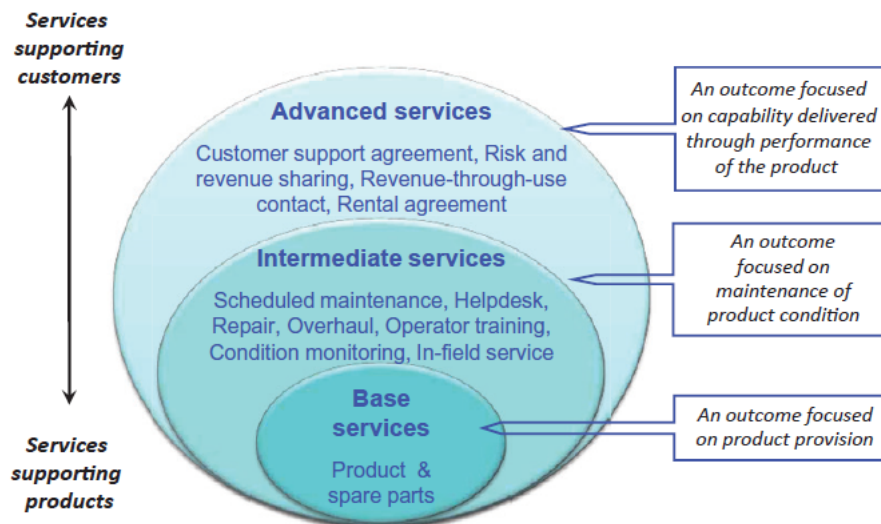 Services
supporting
customers
Advanced services
Customer support agreement, Risk and
revenue sharing, Revenue-through-use
contact, Rental agreement
An outcome focused
on capability delivered
through performance
of the product
Intermediate services
Scheduled maintenance, Helpdesk,
Repair, Overhaul, Operator training,
Condition monitoring, In-field service
An outcome
focused on
maintenance of
product condition
Base
services
Product & 
spare parts
An outcome focused
on product provision
Services
supporting
products